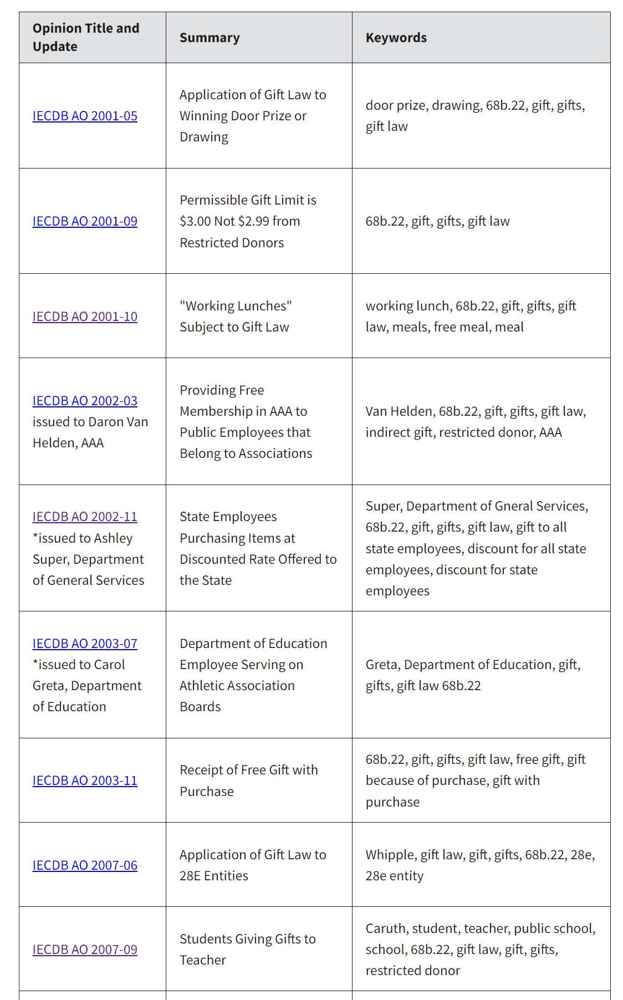 Opinion Title and
Update
Summary
Keywords
IECDB AO 2001-05
Application of Gift Law to
Winning Door Prize or
Drawing
door prize, drawing, 68b.22, gift, gifts,
gift law
IECDB AO 2001-09
Permissible Gift Limit is
$3.00 Not $2.99 from
Restricted Donors
68b.22, gift, gifts, gift law
IECDB AO 2001-10
"Working Lunches"
Subject to Gift Law
working lunch, 68b.22, gift, gifts, gift
law, meals, free meal, meal
IECDB AO 2002-03
issued to Daron Van
Helden, AAA
Providing Free
Membership in AAA to
Public Employees that
Belong to Associations
Van Helden, 68b.22, gift, gifts, gift law,
indirect gift, restricted donor, AAA
IECDB AO 2002-11
*issued to Ashley
Super, Department
of General Services
State Employees
Purchasing Items at
Discounted Rate Offered to
the State
Super, Department of Gneral Services,
68b.22, gift, gifts, gift law, gift to all
state employees, discount for all state
employees, discount for state
employees
IECDB AO 2003-07
*issued to Carol
Greta, Department
of Education
Department of Education
Employee Serving on
Athletic Association
Boards
Greta, Department of Education, gift,
gifts, gift law 68b.22
IECDB AO 2003-11
Receipt of Free Gift with
Purchase
68b.22, gift, gifts, gift law, free gift, gift
because of purchase, gift with
purchase
IECDB AO 2007-06
Application of Gift Law to
28E Entities
Whipple, gift law, gift, gifts, 68b.22, 28e,
28e entity
IECDB AO 2007-09
Students Giving Gifts to
Teacher
Caruth, student, teacher, public school,
school, 68b.22, gift law, gift, gifts,
restricted donor